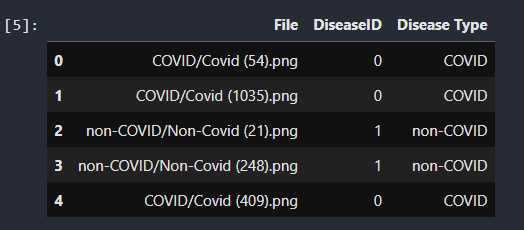 [5]:
File DiseaseID Disease Type
0 COVID/Covid (54).png 0 COVID
1 COVID/Covid (1035).png 0 COVID
2 non-COVID/Non-Covid (21).png 1 non-COVID
3 non-COVID/Non-Covid (248).png 1 non-COVID
4 COVID/Covid (409).png 0 COVID